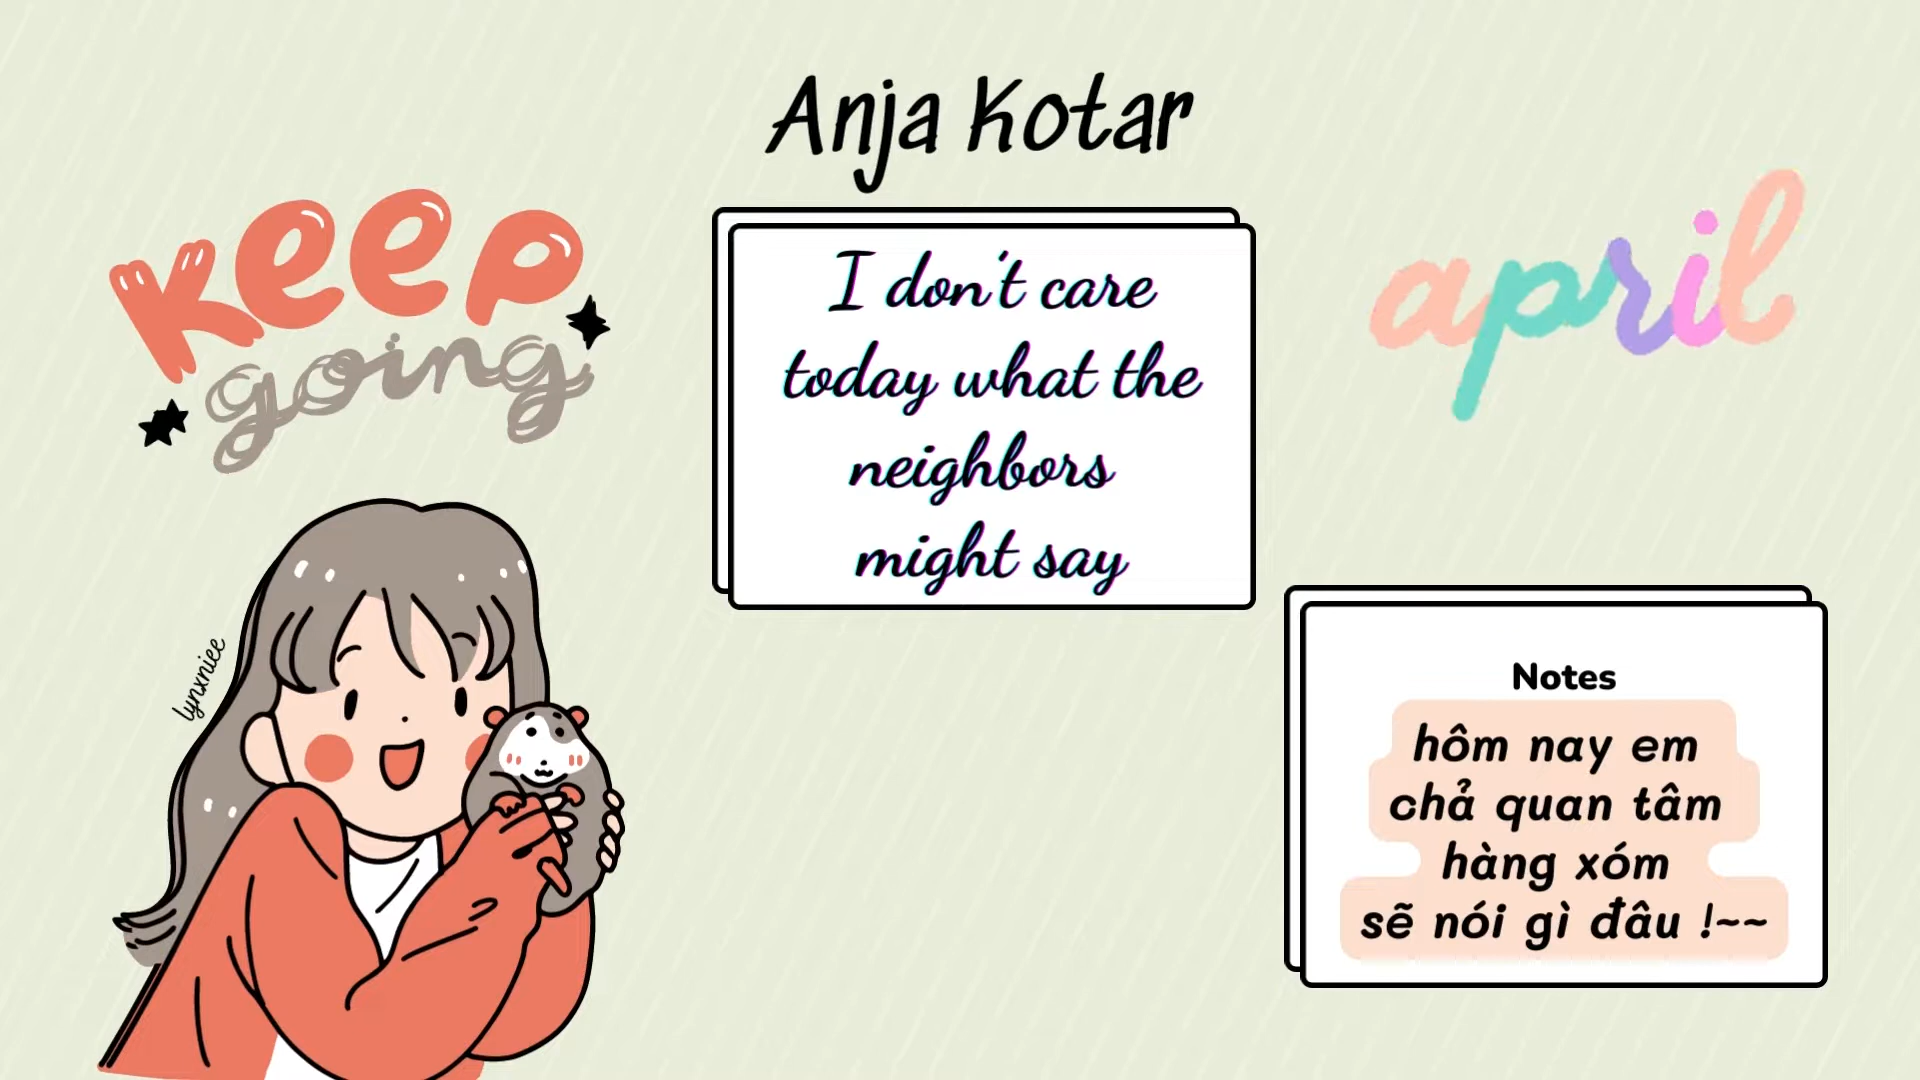 Anja Kotar
keep
going
april
I don't care
today what the
neighbors
might say
lynxniee
Notes
hôm nay em
chả quan tâm
hàng xóm
sẽ nói gì đâu !~~